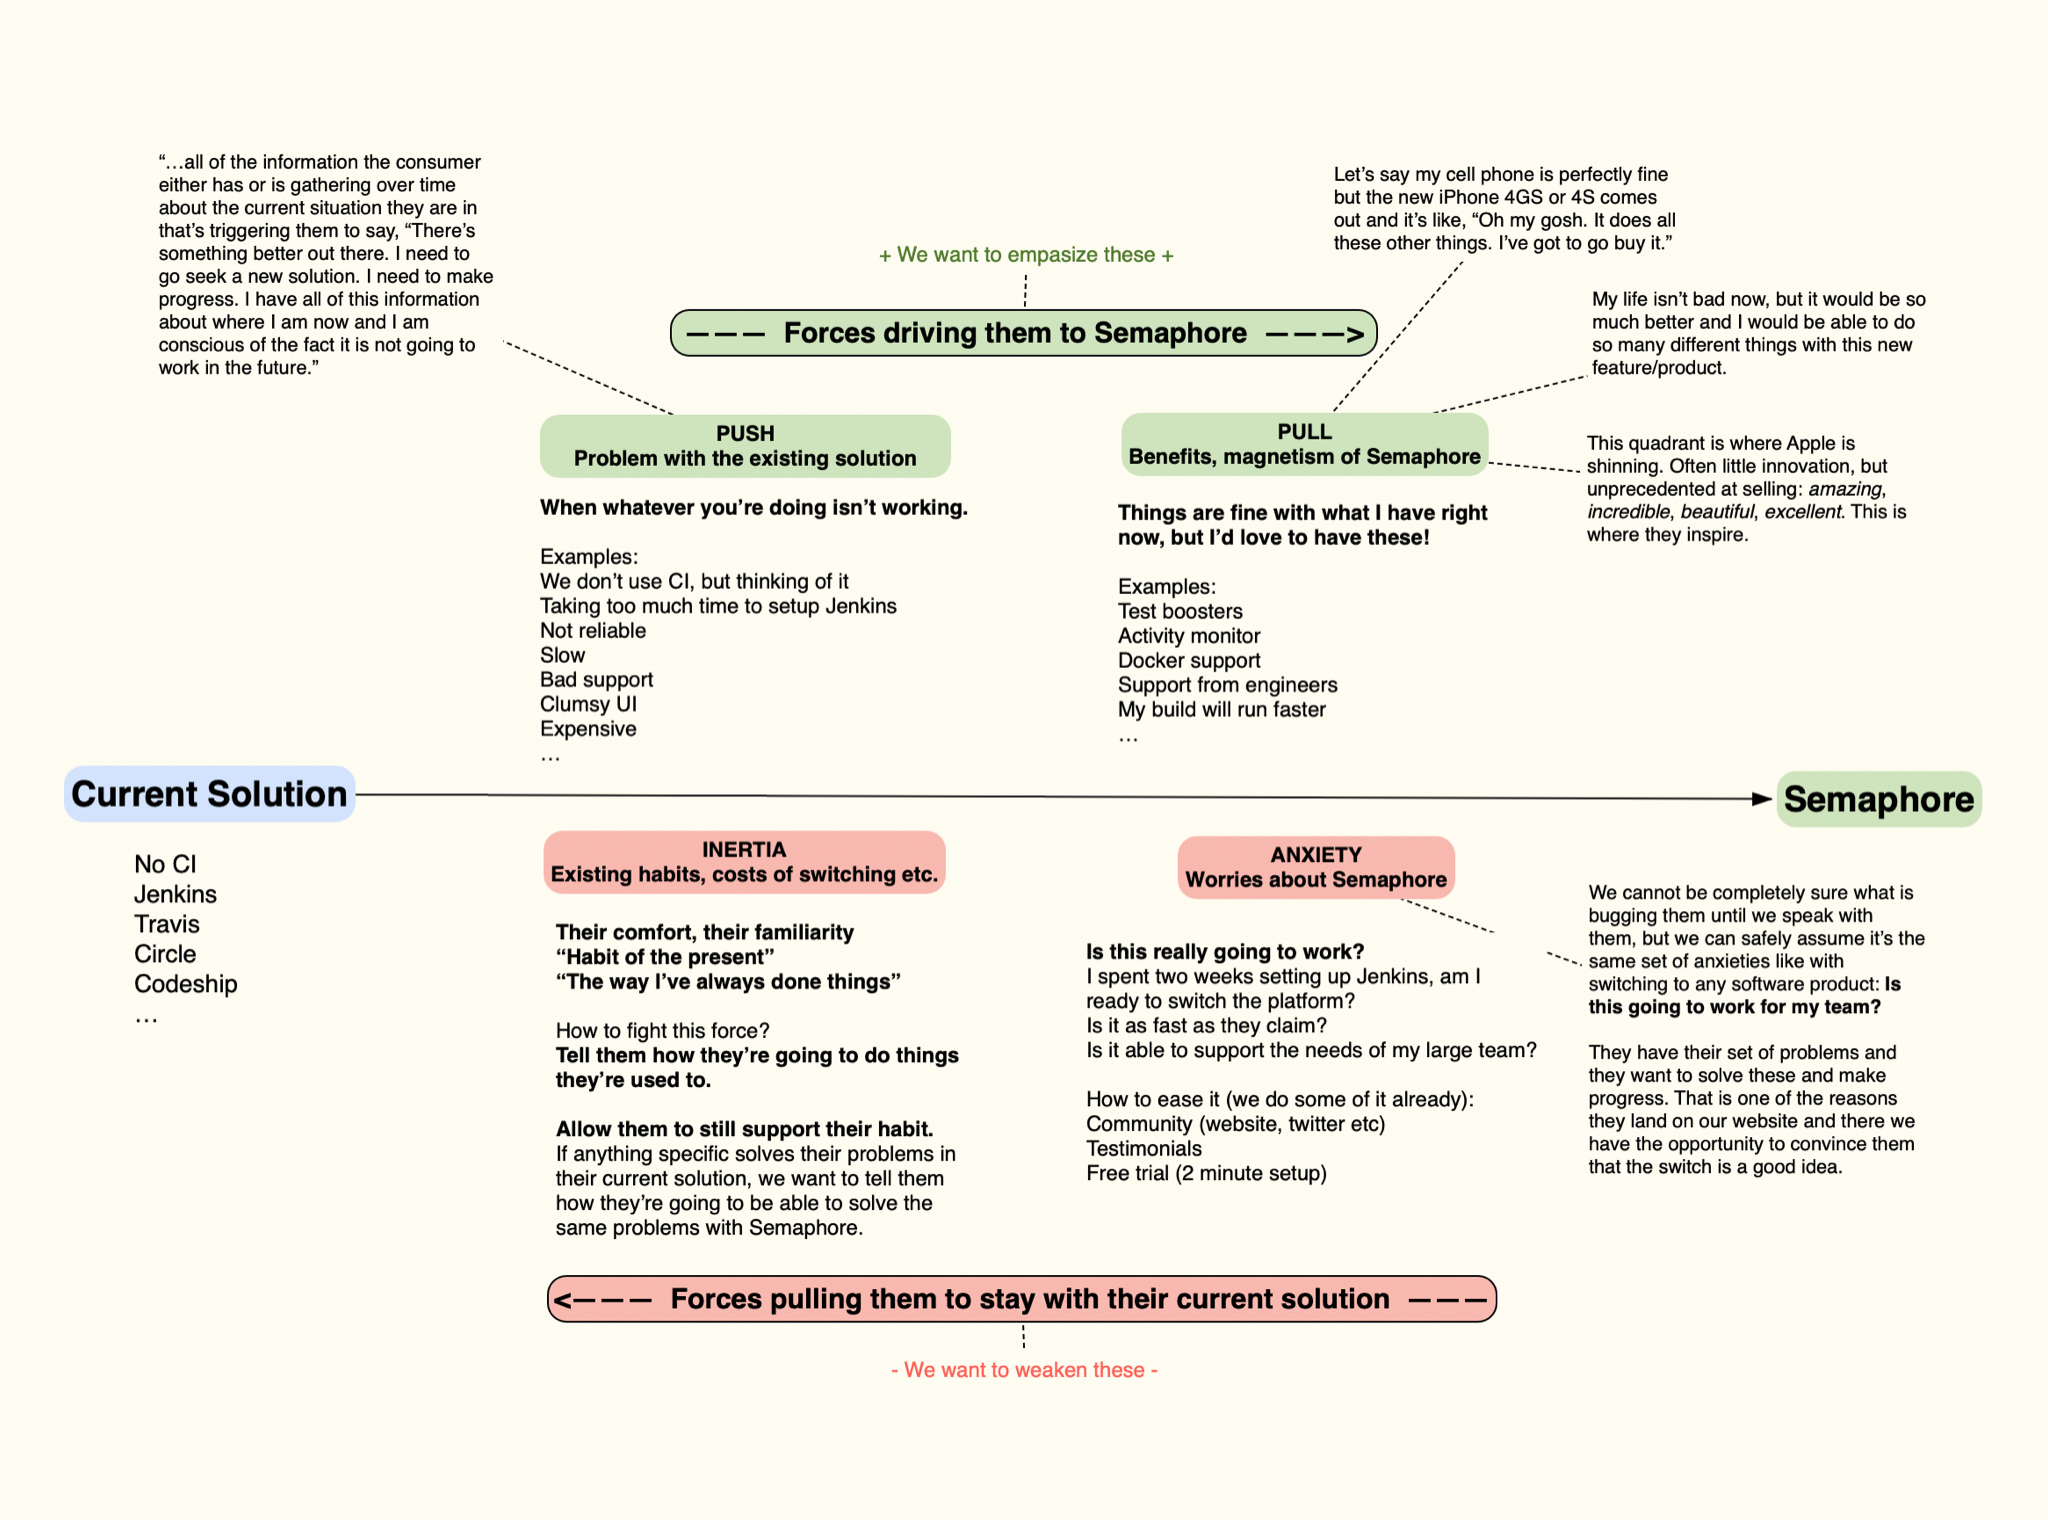 “…all of the information the consumer
either has or is gathering over time
about the current situation they are in
that’s triggering them to say, “There’s
something better out there. I need to
go seek a new solution. I need to make
progress. I have all of this information
about where I am now and I am
conscious of the fact it is not going to
work in the future.”
+ We want to empasize these +
— — — Forces driving them to Semaphore — — —>
Let’s say my cell phone is perfectly fine
but the new iPhone 4GS or 4S comes
out and it’s like, “Oh my gosh. It does all
these other things. I’ve got to go buy it.”
My life isn’t bad now, but it would be so
much better and I would be able to do
so many different things with this new
feature/product.
This quadrant is where Apple is
shinning. Often little innovation, but
unprecedented at selling: amazing,
incredible, beautiful, excellent. This is
where they inspire.
PUSH
Problem with the existing solution
When whatever you’re doing isn’t working.
Examples:
We don’t use CI, but thinking of it
Taking too much time to setup Jenkins
Not reliable
Slow
Bad support
Clumsy UI
Expensive
…
PULL
Benefits, magnetism of Semaphore
Things are fine with what I have right
now, but I’d love to have these!
Examples:
Test boosters
Activity monitor
Docker support
Support from engineers
My build will run faster
…
Current Solution
Semaphore
No CI
Jenkins
Travis
Circle
Codeship
…
INERTIA
Existing habits, costs of switching etc.
Their comfort, their familiarity
“Habit of the present”
“The way I’ve always done things”
How to fight this force?
Tell them how they’re going to do things
they’re used to.
Allow them to still support their habit.
If anything specific solves their problems in
their current solution, we want to tell them
how they’re going to be able to solve the
same problems with Semaphore.
ANXIETY
Worries about Semaphore
Is this really going to work?
I spent two weeks setting up Jenkins, am I
ready to switch the platform?
Is it as fast as they claim?
Is it able to support the needs of my large team?
How to ease it (we do some of it already):
Community (website, twitter etc)
Testimonials
Free trial (2 minute setup)
We cannot be completely sure what is
bugging them until we speak with
them, but we can safely assume it’s the
same set of anxieties like with
switching to any software product: Is
this going to work for my team?
They have their set of problems and
they want to solve these and make
progress. That is one of the reasons
they land on our website and there we
have the opportunity to convince them
that the switch is a good idea.
<— — — Forces pulling them to stay with their current solution — — —
- We want to weaken these -